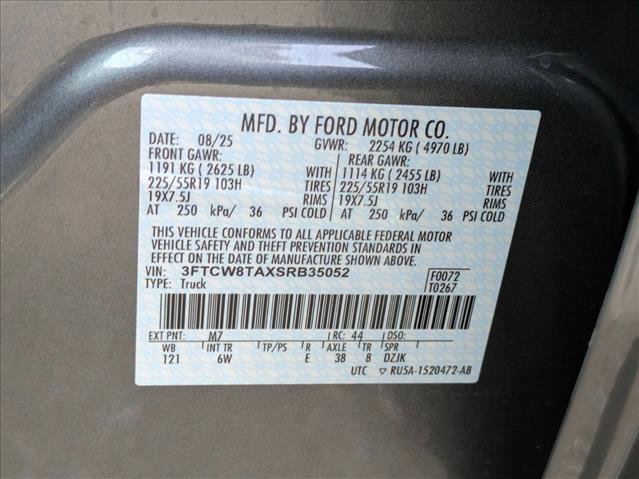 MFD. BY FORD MOTOR CO.
DATE: 08/25 GVWR: 2254 KG ( 4970 LB)
FRONT GAWR: REAR GAWR:
1191 KG ( 2625 LB) WITH 1114 KG ( 2455 LB) WITH
225/55R19 103H TIRES 225/55R19 103H TIRES
19X7.5J RIMS 19X7.5J RIMS
AT 250 kPa/ 36 PSI COLD AT 250 kPa/ 36 PSI COLD
THIS VEHICLE CONFORMS TO ALL APPLICABLE FEDERAL MOTOR
VEHICLE SAFETY AND THEFT PREVENTION STANDARDS IN
EFFECT ON THE DATE OF MANUFACTURE SHOWN ABOVE.
VIN: 3FTCW8TAXSRB35052 F0072
TYPE: Truck T0267
EXT PNT: M7 RC: 44 DSO:
WB INT TR TP/PS R AXLE TR SPR
121 6W E 38 8 DZJK
UTC ▽ RU5A-1520472-AB